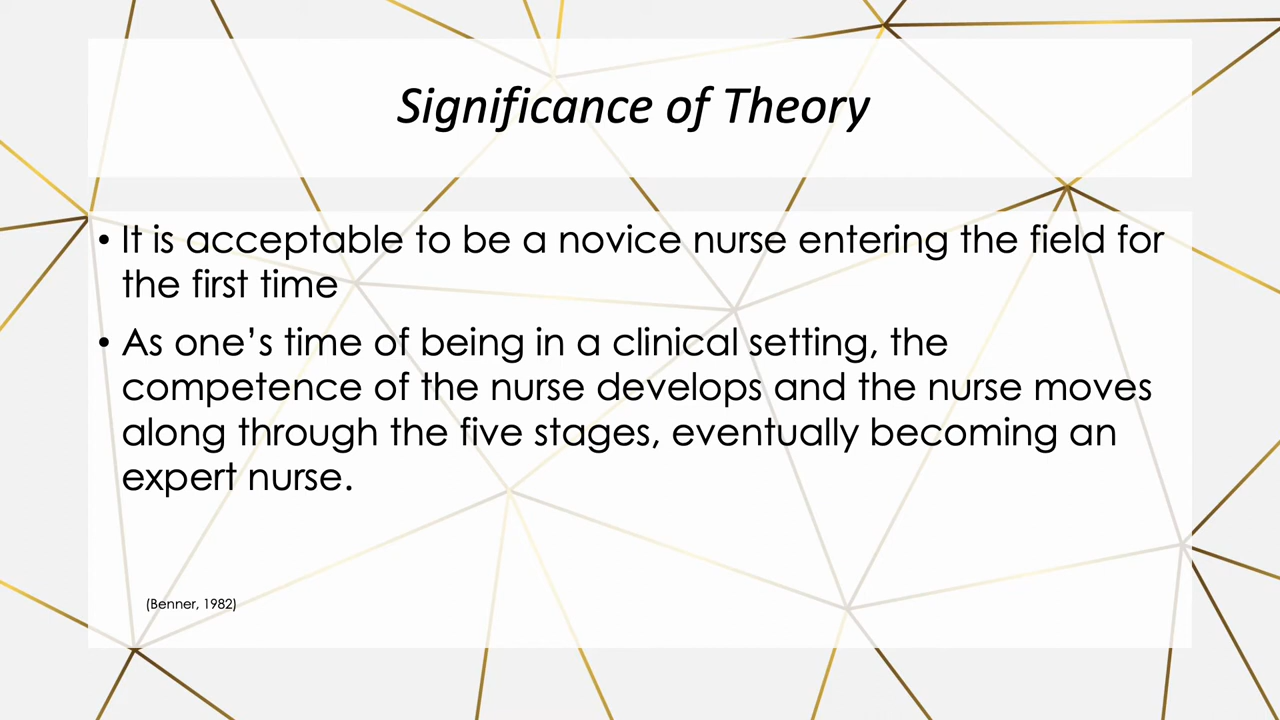 Significance of Theory
• It is acceptable to be a novice nurse entering the field for
the first time
• As one’s time of being in a clinical setting, the
competence of the nurse develops and the nurse moves
along through the five stages, eventually becoming an
expert nurse.
(Benner, 1982)